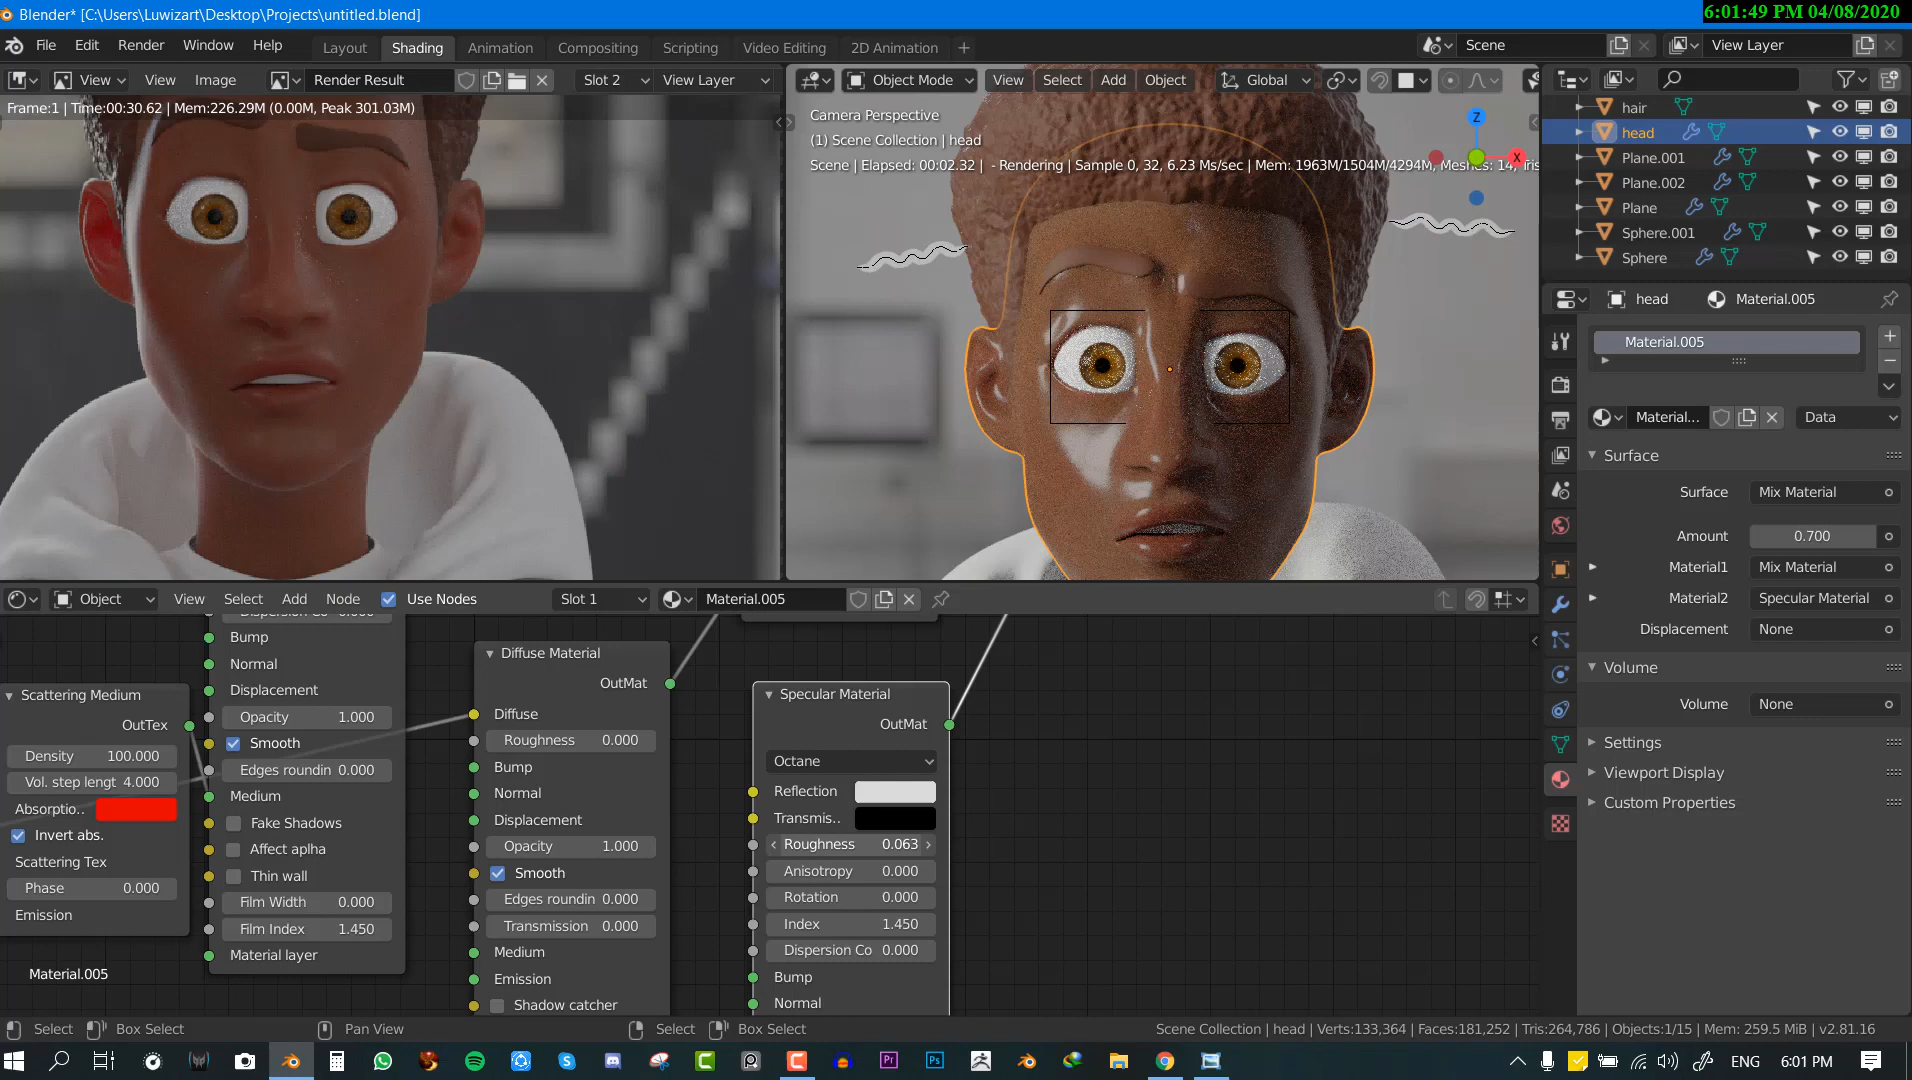 Blender* [C:\Users\Luwizart\Desktop\Projects\untitled.blend]
6:01:49 PM 04/08/2020
File Edit Render Window Help
Layout Shading Animation Compositing Scripting Video Editing 2D Animation +
Scene
View Layer
View View Image Render Result Slot 2 View Layer
Object Mode View Select Add Object Global
Frame:1 | Time:00:30.62 | Mem:226.29M (0.00M, Peak 301.03M)
Camera Perspective
(1) Scene Collection | head
Scene | Elapsed: 00:02.32 | - Rendering | Sample 0, 32, 6.23 Ms/sec | Mem: 1963M/1504M/4294M, Meshes: 14, Tris
Z
X
hair
head
Plane.001
Plane.002
Plane
Sphere.001
Sphere
head Material.005
Material.005
Material... Data
Surface
Surface Mix Material
Amount 0.700
Material1 Mix Material
Material2 Specular Material
Displacement None
Volume
Volume None
Settings
Viewport Display
Custom Properties
Object View Select Add Node Use Nodes Slot 1 Material.005
Scattering Medium
OutTex
Density 100.000
Vol. step lengt 4.000
Absorptio..
Invert abs.
Scattering Tex
Phase 0.000
Emission
Material.005
Dispersion Co 0.000
Bump
Normal
Displacement
Opacity 1.000
Smooth
Edges roundin 0.000
Medium
Fake Shadows
Affect aplha
Thin wall
Film Width 0.000
Film Index 1.450
Material layer
Diffuse Material
OutMat
Diffuse
Roughness 0.000
Bump
Normal
Displacement
Opacity 1.000
Smooth
Edges roundin 0.000
Transmission 0.000
Medium
Emission
Shadow catcher
Specular Material
OutMat
Octane
Reflection
Transmis..
Roughness 0.063
Anisotropy 0.000
Rotation 0.000
Index 1.450
Dispersion Co 0.000
Bump
Normal
Select Box Select Pan View Select Box Select
Scene Collection | head | Verts:133,364 | Faces:181,252 | Tris:264,786 | Objects:1/15 | Mem: 259.5 MiB | v2.81.16
Pr
Ps
ENG 6:01 PM